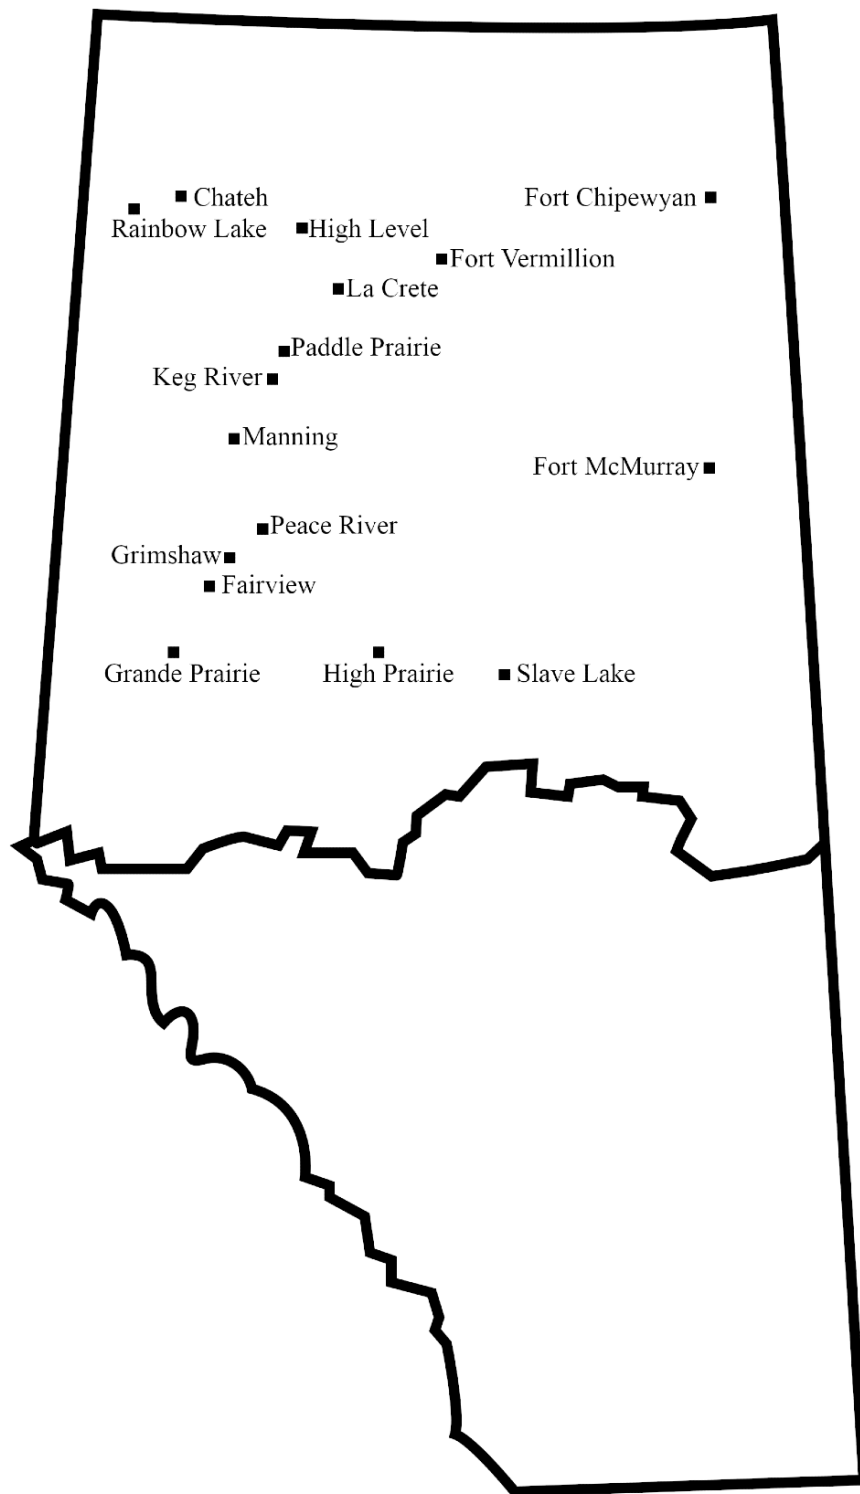 Chateh
Fort Chipewyan
Rainbow Lake
High Level
Fort Vermillion
La Crete
Paddle Prairie
Keg River
Manning
Fort McMurray
Peace River
Grimshaw
Fairview
Grande Prairie
High Prairie
Slave Lake